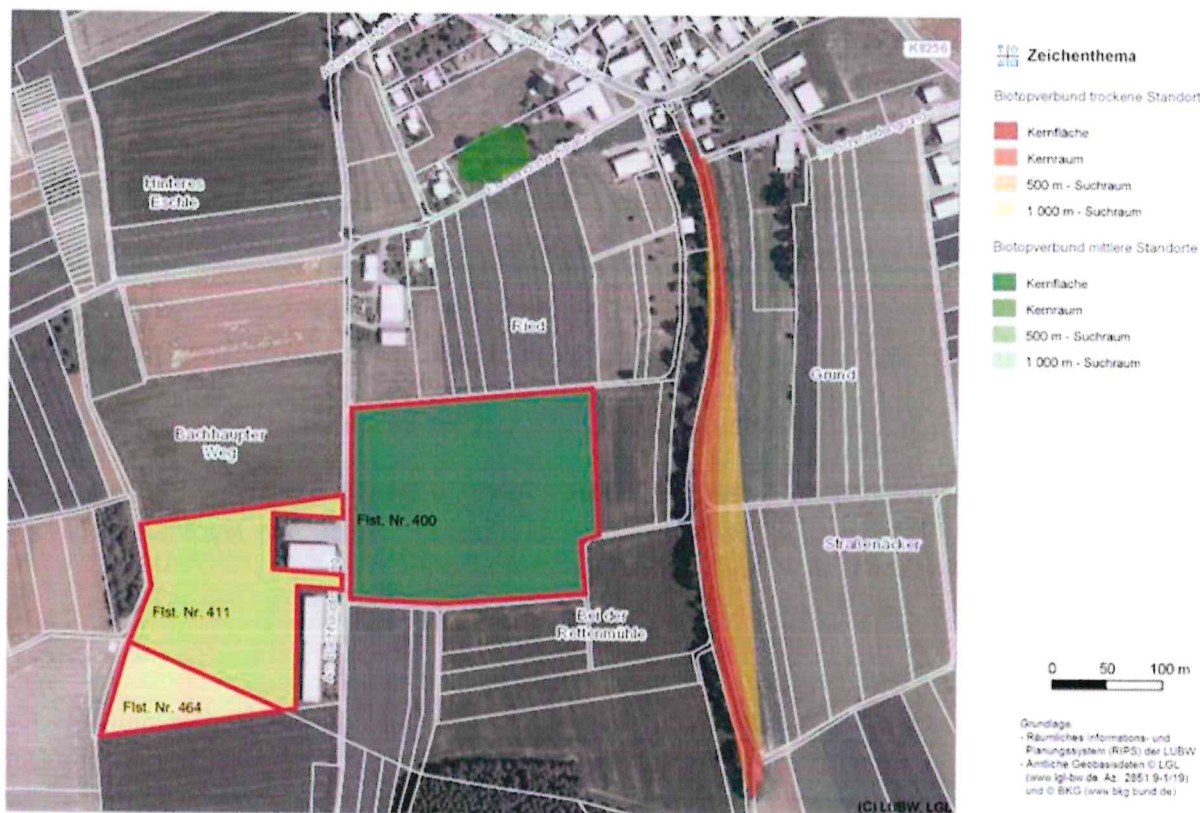 K8256
Hinteres
Eschle
Ried
Grund
Bachhaupter
Weg
Flst. Nr. 400
Straßenäcker
Flst. Nr. 411
Bei der
Rettenmühle
Flst. Nr. 464
(C) LUBW, LGL
Zeichenthema
Biotopverbund trockene Standort
Kernfläche
Kernraum
500 m - Suchraum
1 000 m - Suchraum
Biotopverbund mittlere Standorte
Kernfläche
Kernraum
500 m - Suchraum
1 000 m - Suchraum
0 50 100 m
Grundlage:
- Räumliches Informations- und
Planungssystem (RIPS) der LUBW
- Amtliche Geobasisdaten © LGL
(www.lgl-bw.de, Az.: 2851.9-1/19)
und © BKG (www.bkg.bund.de)